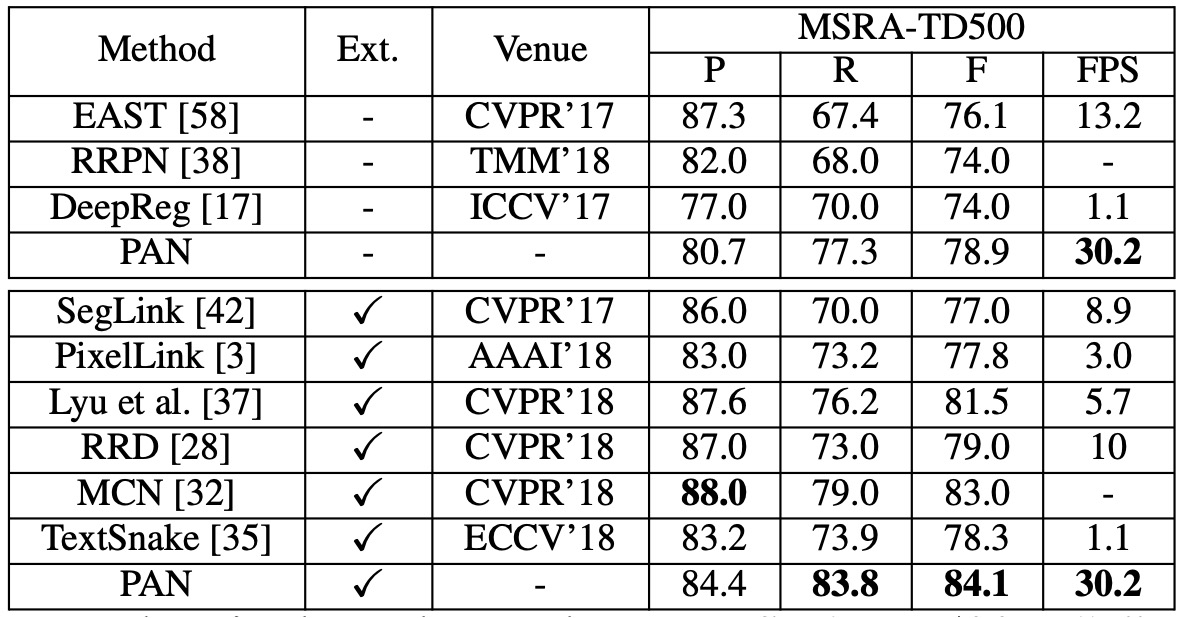 Method Ext. Venue MSRA-TD500
P R F FPS
EAST [58] - CVPR’17 87.3 67.4 76.1 13.2
RRPN [38] - TMM’18 82.0 68.0 74.0 -
DeepReg [17] - ICCV’17 77.0 70.0 74.0 1.1
PAN - - 80.7 77.3 78.9 30.2
SegLink [42] ✓ CVPR’17 86.0 70.0 77.0 8.9
PixelLink [3] ✓ AAAI’18 83.0 73.2 77.8 3.0
Lyu et al. [37] ✓ CVPR’18 87.6 76.2 81.5 5.7
RRD [28] ✓ CVPR’18 87.0 73.0 79.0 10
MCN [32] ✓ CVPR’18 88.0 79.0 83.0 -
TextSnake [35] ✓ ECCV’18 83.2 73.9 78.3 1.1
PAN ✓ - 84.4 83.8 84.1 30.2